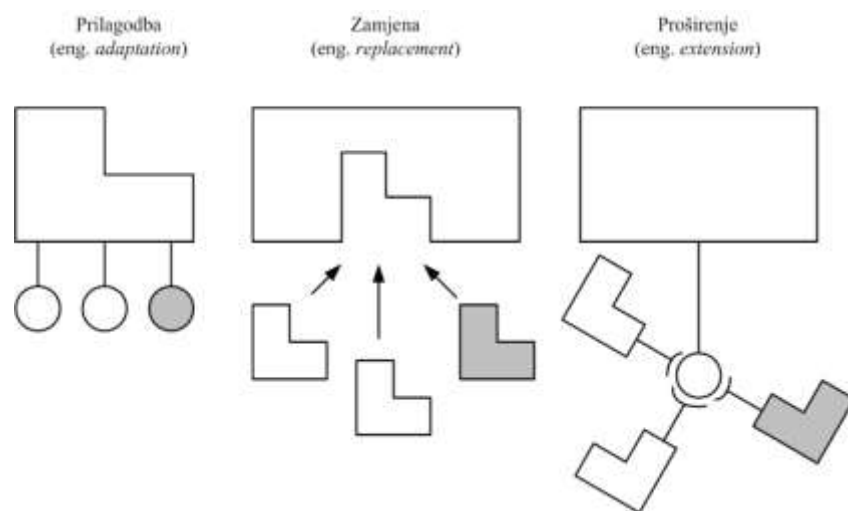 Prilagodba
(eng. adaptation)
Zamjena
(eng. replacement)
Proširenje
(eng. extension)